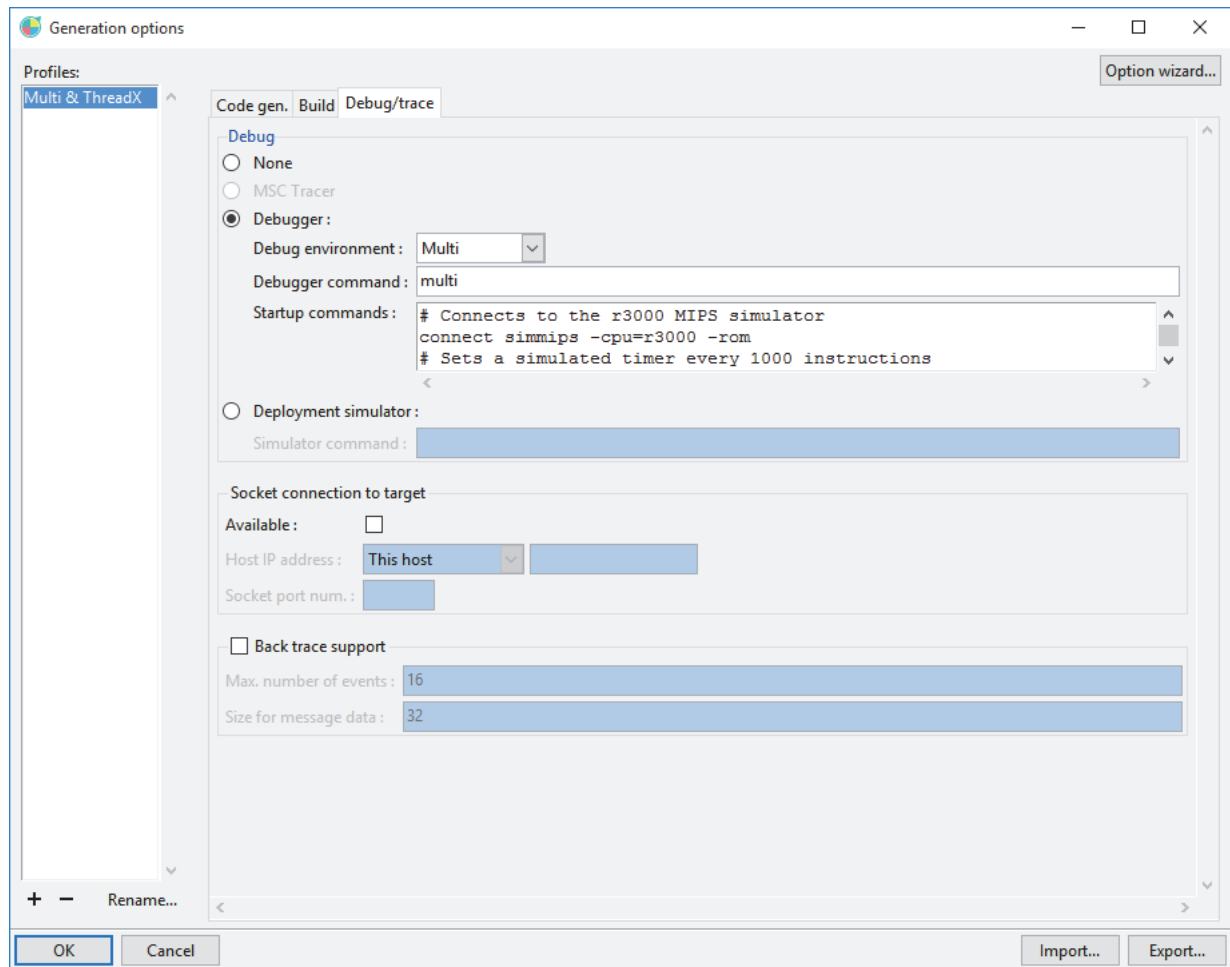 Generation options
Profiles:
Option wizard...
Multi & ThreadX
Code gen. Build Debug/trace
Debug
None
MSC Tracer
Debugger :
Debug environment : Multi
Debugger command : multi
Startup commands : # Connects to the r3000 MIPS simulator
connect simmips -cpu=r3000 -rom
# Sets a simulated timer every 1000 instructions
Deployment simulator :
Simulator command :
Socket connection to target
Available :
Host IP address : This host
Socket port num. :
Back trace support
Max. number of events : 16
Size for message data : 32
+ − Rename...
OK Cancel Import... Export...